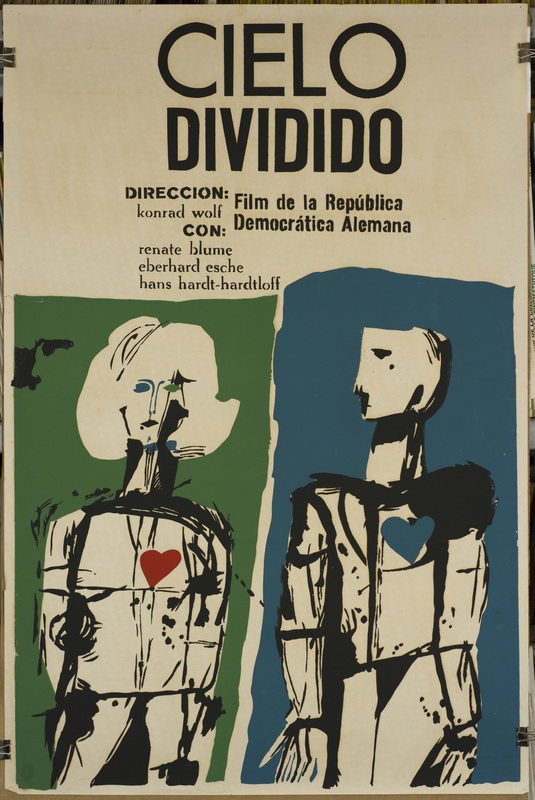 CIELO
DIVIDIDO
DIRECCION:
konrad wolf
CON:
renate blume
eberhard esche
hans hardt-hardtloff
Film de la República
Democrática Alemana